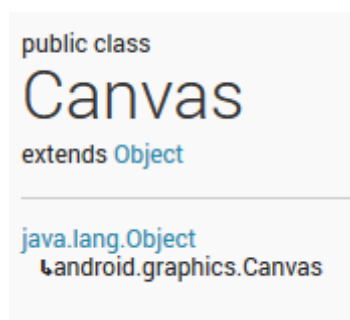 public class
Canvas
extends Object
java.lang.Object
↳android.graphics.Canvas